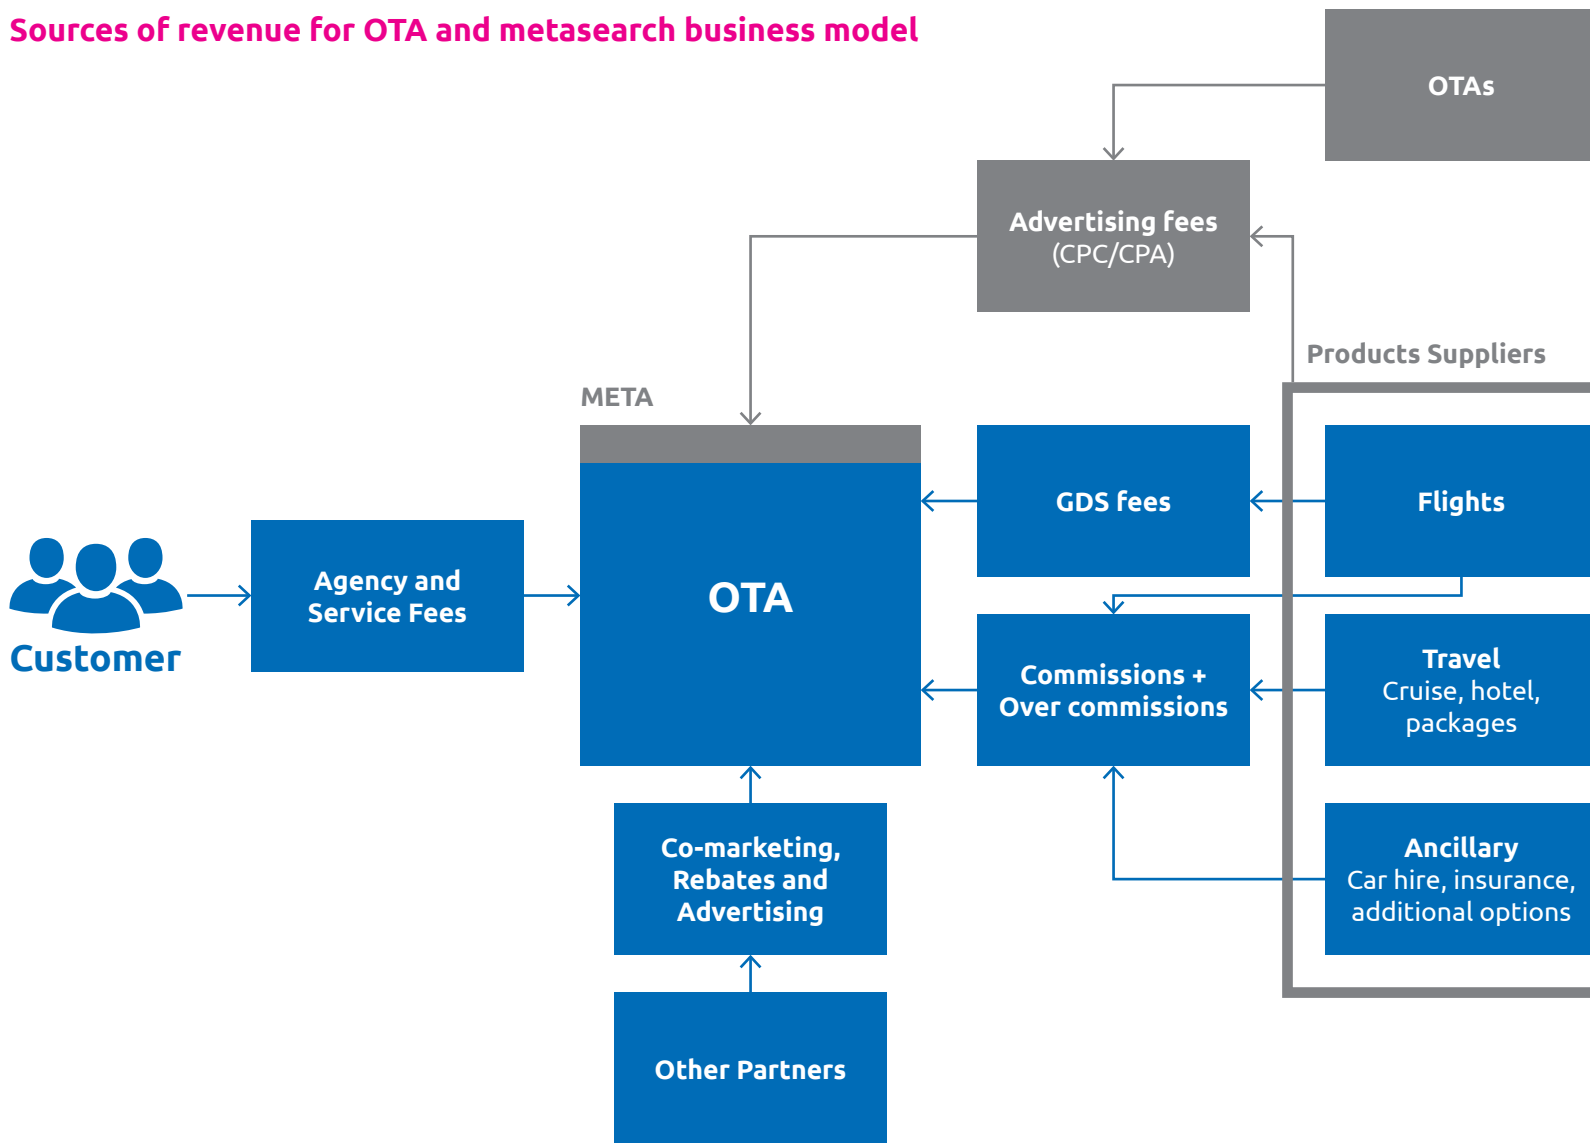 Sources of revenue for OTA and metasearch business model
OTAs
Advertising fees
(CPC/CPA)
Products Suppliers
META
GDS fees
Flights
Agency and
Service Fees
OTA
Customer
Commissions +
Over commissions
Travel
Cruise, hotel,
packages
Co-marketing,
Rebates and
Advertising
Ancillary
Car hire, insurance,
additional options
Other Partners